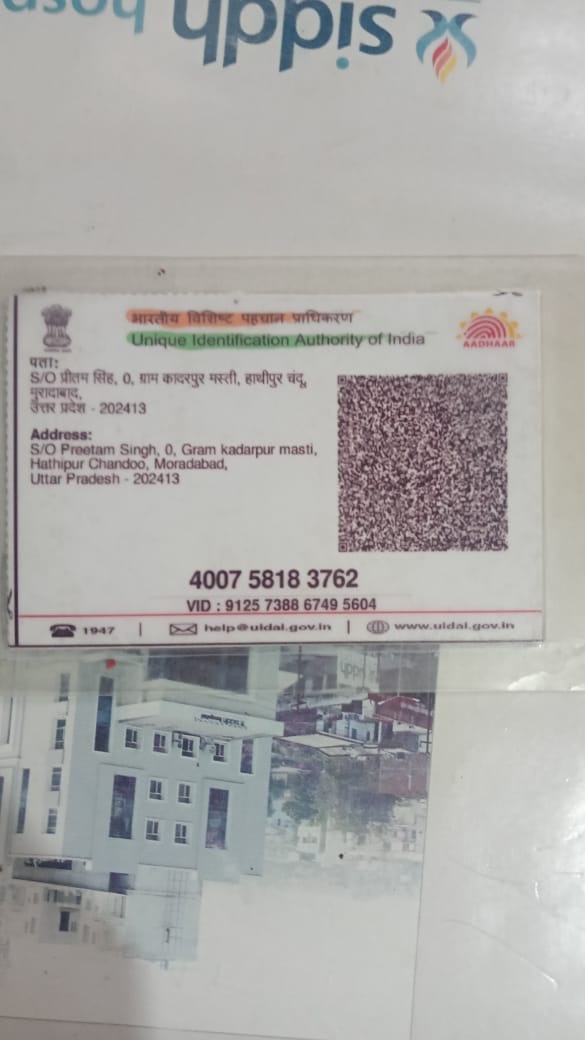 siddh
भारतीय विशिष्ट पहचान प्राधिकरण
Unique Identification Authority of India
AADHAAR
पता:
S/O प्रीतम सिंह, 0, ग्राम कादरपुर मस्ती, हाथीपुर चंदू,
मुरादाबाद,
उत्तर प्रदेश - 202413
Address:
S/O Preetam Singh, 0, Gram kadarpur masti,
Hathipur Chandoo, Moradabad,
Uttar Pradesh - 202413
4007 5818 3762
VID : 9125 7388 6749 5604
1947 | help@uidai.gov.in | www.uidai.gov.in